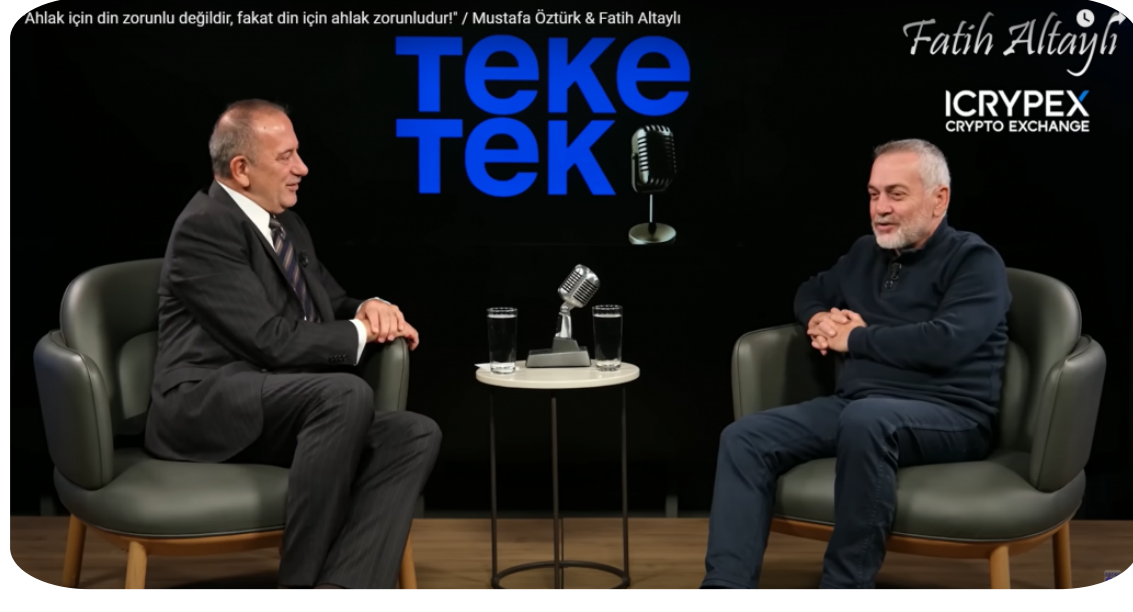 Ahlak için din zorunlu değildir, fakat din için ahlak zorunludur!" / Mustafa Öztürk & Fatih Altaylı
Fatih Altaylı
TEKE
TEK
ICRYPEX
CRYPTO EXCHANGE